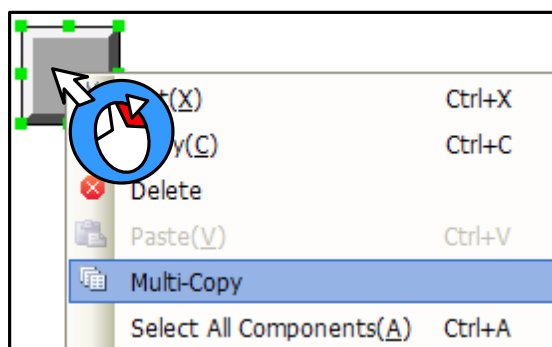 t(X) Ctrl+X
y(C) Ctrl+C
Delete
Paste(V) Ctrl+V
Multi-Copy
Select All Components(A) Ctrl+A